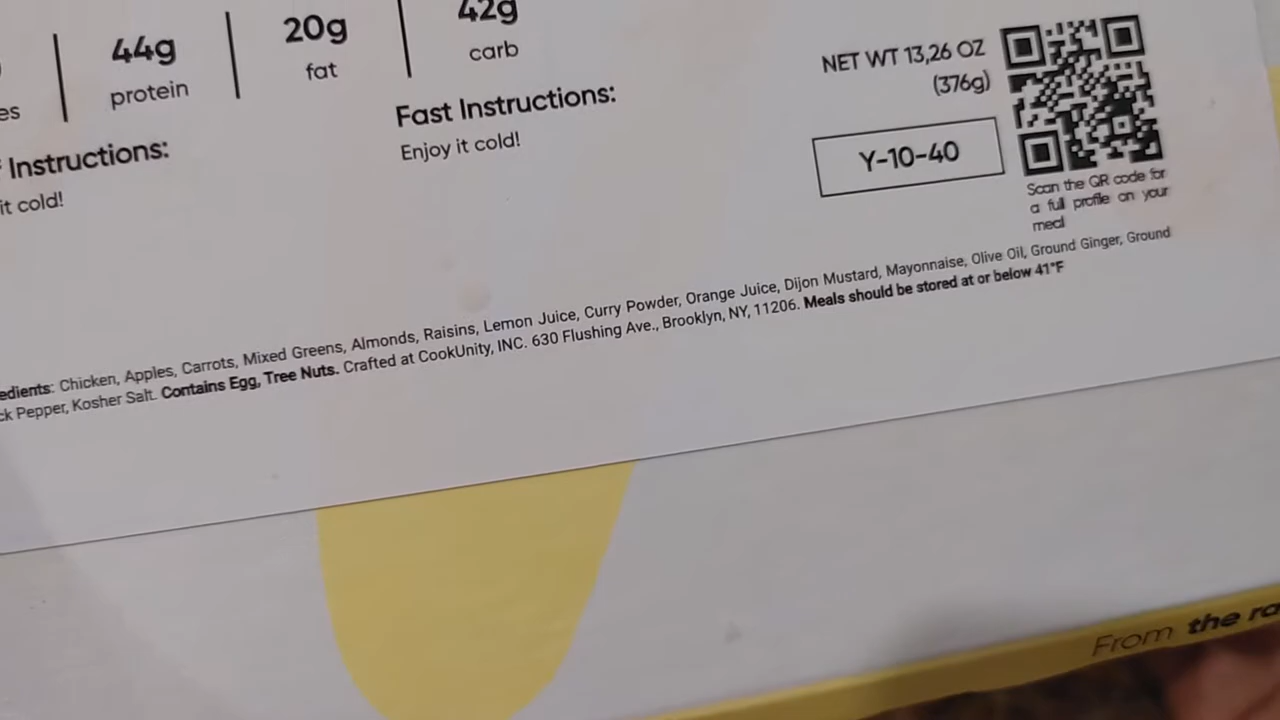 44g
protein
20g
fat
42g
carb
es
Instructions:
it cold!
Fast Instructions:
Enjoy it cold!
NET WT 13,26 OZ
(376g)
Y-10-40
Scan the QR code for
a full profile on your
meal
edients: Chicken, Apples, Carrots, Mixed Greens, Almonds, Raisins, Lemon Juice, Curry Powder, Orange Juice, Dijon Mustard, Mayonnaise, Olive Oil, Ground Ginger, Ground
ck Pepper, Kosher Salt. Contains Egg, Tree Nuts. Crafted at CookUnity, INC. 630 Flushing Ave., Brooklyn, NY, 11206. Meals should be stored at or below 41°F
From the ra